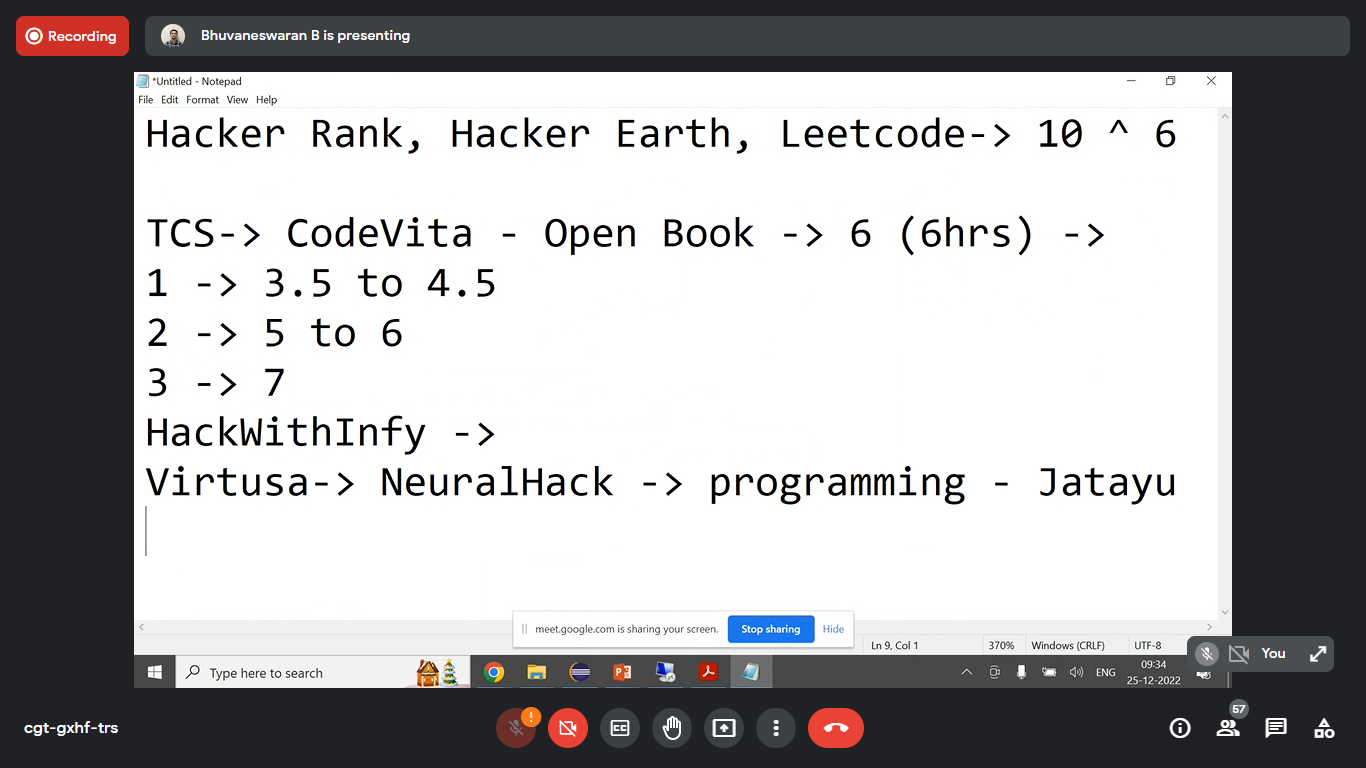 Recording
Bhuvaneswaran B is presenting
*Untitled - Notepad
File Edit Format View Help
Hacker Rank, Hacker Earth, Leetcode-> 10 ^ 6
TCS-> CodeVita - Open Book -> 6 (6hrs) ->
1 -> 3.5 to 4.5
2 -> 5 to 6
3 -> 7
HackWithInfy ->
Virtusa-> NeuralHack -> programming - Jatayu
meet.google.com is sharing your screen. Stop sharing Hide
Ln 9, Col 1 370% Windows (CRLF) UTF-8
You
Type here to search
ENG
09:34
25-12-2022
57
cgt-gxhf-trs